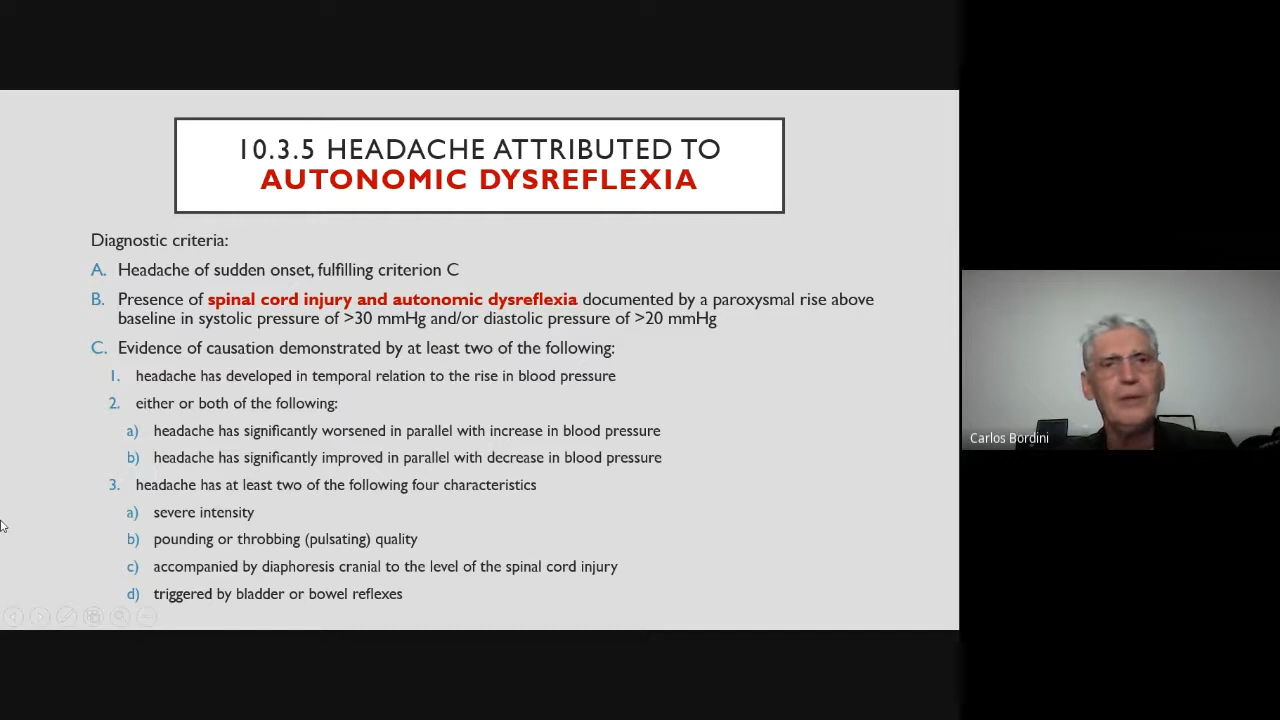 10.3.5 HEADACHE ATTRIBUTED TO
AUTONOMIC DYSREFLEXIA
Diagnostic criteria:
A. Headache of sudden onset, fulfilling criterion C
B. Presence of spinal cord injury and autonomic dysreflexia documented by a paroxysmal rise above
baseline in systolic pressure of >30 mmHg and/or diastolic pressure of >20 mmHg
C. Evidence of causation demonstrated by at least two of the following:
1. headache has developed in temporal relation to the rise in blood pressure
2. either or both of the following:
a) headache has significantly worsened in parallel with increase in blood pressure
b) headache has significantly improved in parallel with decrease in blood pressure
3. headache has at least two of the following four characteristics
a) severe intensity
b) pounding or throbbing (pulsating) quality
c) accompanied by diaphoresis cranial to the level of the spinal cord injury
d) triggered by bladder or bowel reflexes
Carlos Bordini